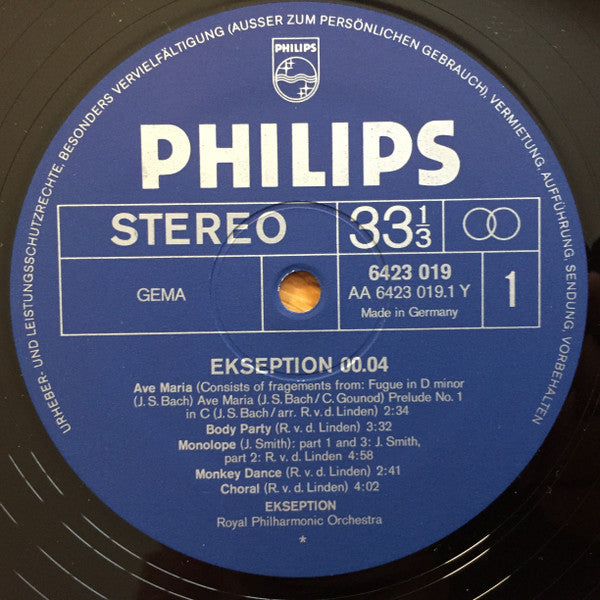 URHEBER- UND LEISTUNGSSCHUTZRECHTE, BESONDERS VERVIELFÄLTIGUNG (AUSSER ZUM PERSÖNLICHEN GEBRAUCH), VERMIETUNG, AUFFÜHRUNG, SENDUNG, VORBEHALTEN
PHILIPS
PHILIPS
STEREO
33 1/3
GEMA
6423 019
AA 6423 019.1 Y
Made in Germany
1
EKSEPTION 00.04
Ave Maria (Consists of fragements from: Fugue in D minor
(J. S. Bach) Ave Maria (J. S. Bach / C. Gounod) Prelude No. 1
in C (J. S. Bach / arr. R. v. d. Linden) 2:34
Body Party (R. v. d. Linden) 3:32
Monolope (J. Smith): part 1 and 3: J. Smith,
part 2: R. v. d. Linden 4:58
Monkey Dance (R. v. d. Linden) 2:41
Choral (R. v. d. Linden) 4:02
EKSEPTION
Royal Philharmonic Orchestra
*